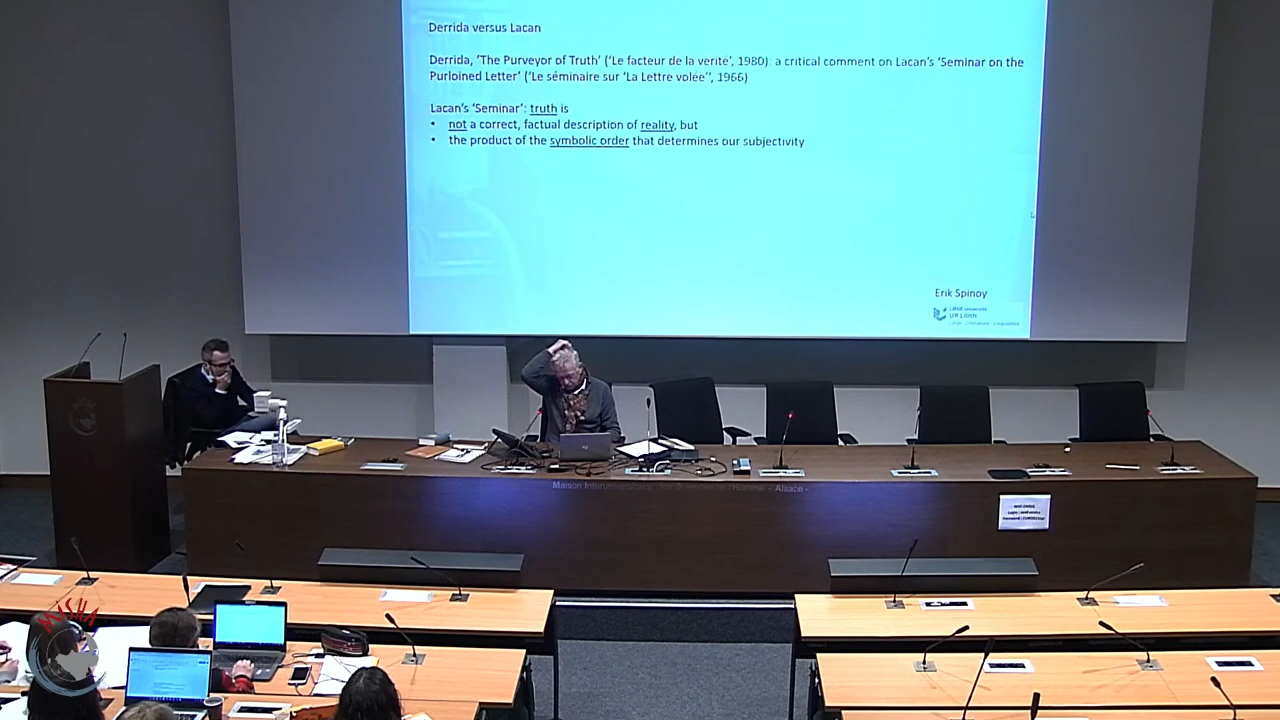 Derrida versus Lacan
Derrida, 'The Purveyor of Truth' ('Le facteur de la verité', 1980): a critical comment on Lacan's 'Seminar on the
Purloined Letter' ('Le séminaire sur 'La Lettre volée'', 1966)
Lacan's 'Seminar': truth is
• not a correct, factual description of reality, but
• the product of the symbolic order that determines our subjectivity
Erik Spinoy
LIÈGE université
Maison Interuniversitaire des Sciences de l'Homme – Alsace -
MISHA